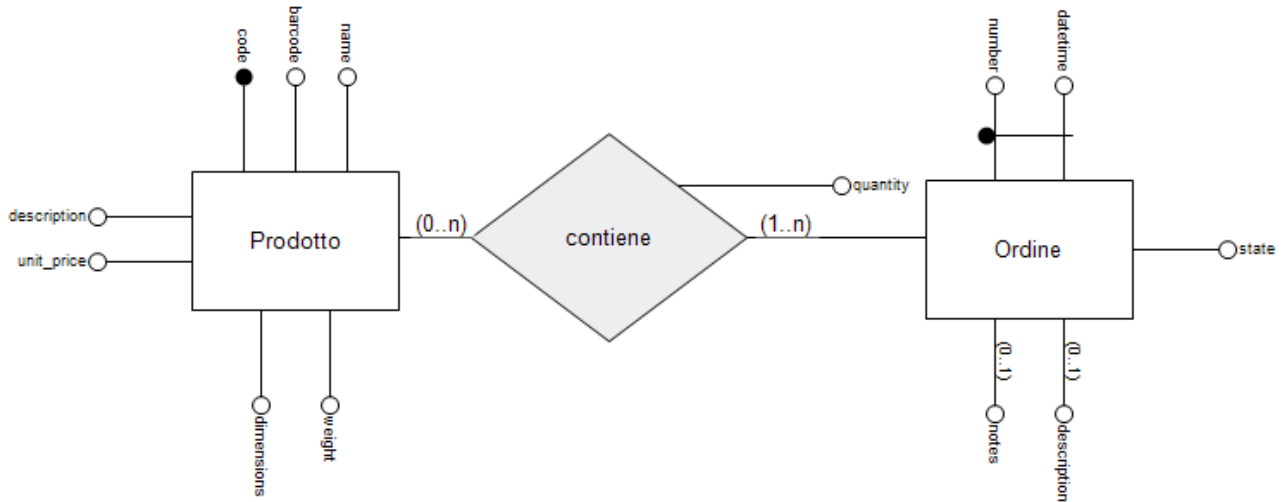 code
barcode
name
number
datetime
description
unit_price
Prodotto
(0..n)
contiene
quantity
(1..n)
Ordine
state
(0..1)
(0..1)
dimensions
weight
notes
description